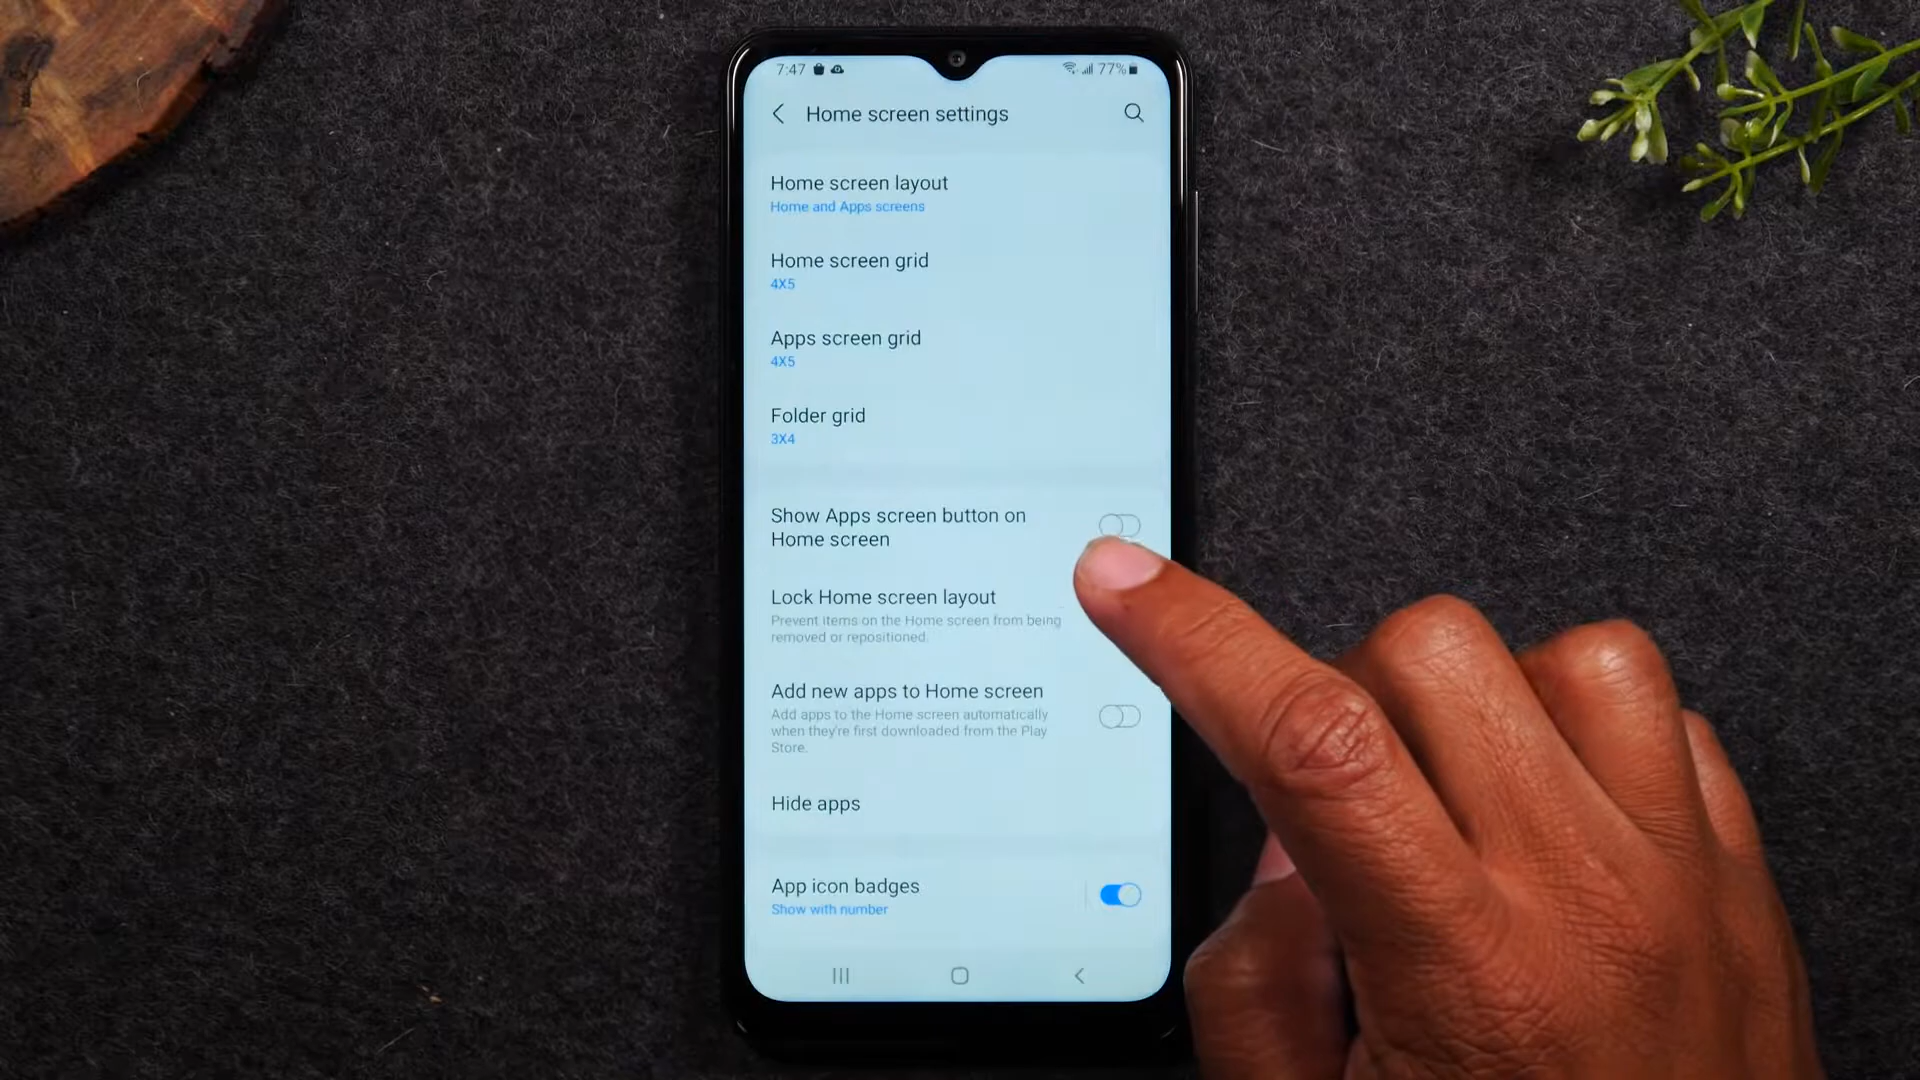 7:47 77%
Home screen settings
Home screen layout
Home and Apps screens
Home screen grid
4X5
Apps screen grid
4X5
Folder grid
3X4
Show Apps screen button on
Home screen
Lock Home screen layout
Prevent items on the Home screen from being
removed or repositioned.
Add new apps to Home screen
Add apps to the Home screen automatically
when they're first downloaded from the Play
Store.
Hide apps
App icon badges
Show with number